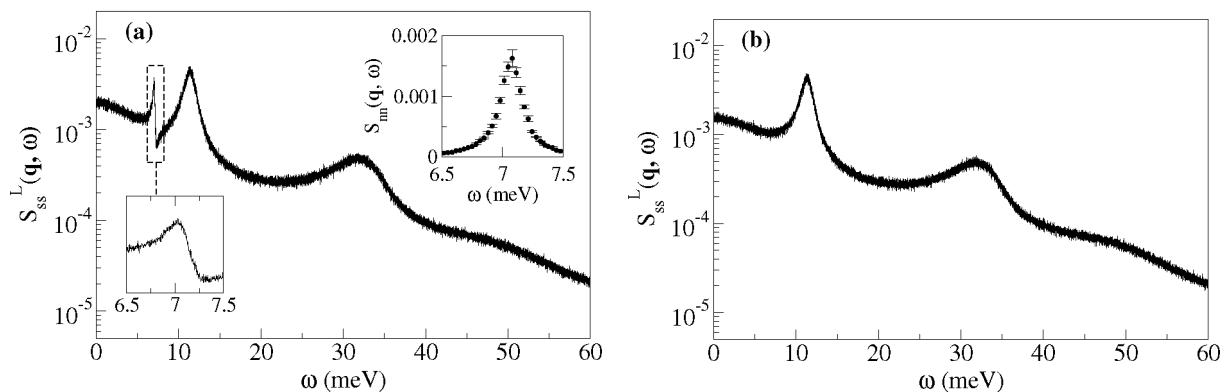 (a)
10⁻²
10⁻³
10⁻⁴
10⁻⁵
S_ss^L(q, ω)
0 10 20 30 40 50 60
ω (meV)
0.002
0.001
0
S_nn(q, ω)
6.5 7 7.5
ω (meV)
6.5 7 7.5
(b)
10⁻²
10⁻³
10⁻⁴
10⁻⁵
S_ss^L(q, ω)
0 10 20 30 40 50 60
ω (meV)